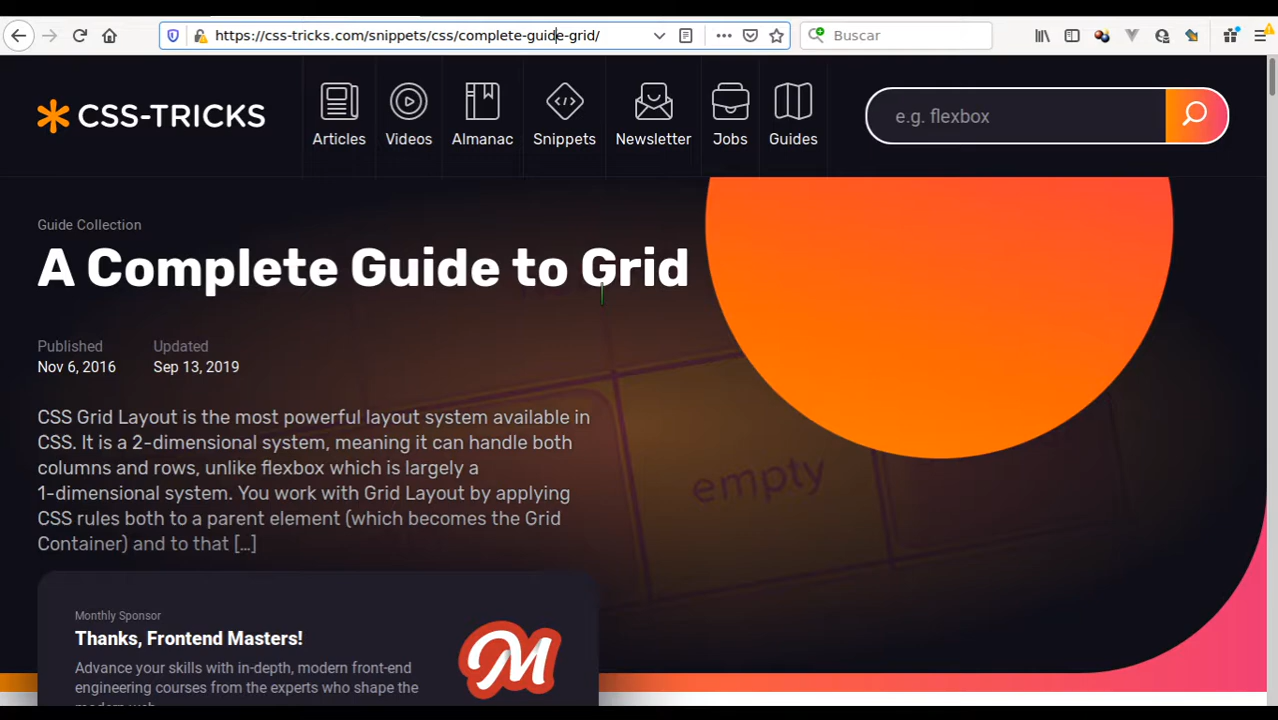 https://css-tricks.com/snippets/css/complete-guide-grid/
Buscar
CSS-TRICKS
Articles
Videos
Almanac
Snippets
Newsletter
Jobs
Guides
e.g. flexbox
Guide Collection
A Complete Guide to Grid
Published
Updated
Nov 6, 2016
Sep 13, 2019
CSS Grid Layout is the most powerful layout system available in
CSS. It is a 2-dimensional system, meaning it can handle both
columns and rows, unlike flexbox which is largely a
1-dimensional system. You work with Grid Layout by applying
CSS rules both to a parent element (which becomes the Grid
Container) and to that […]
empty
Monthly Sponsor
Thanks, Frontend Masters!
M
Advance your skills with in-depth, modern front-end
engineering courses from the experts who shape the
modern web.